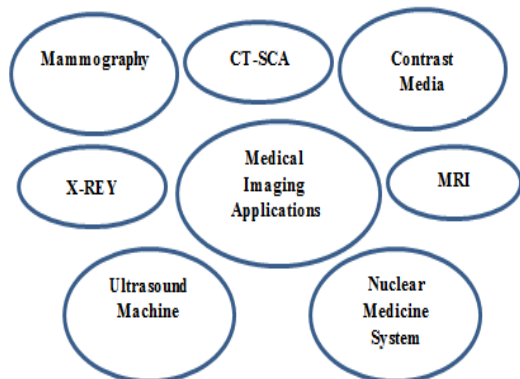 Mammography
CT-SCA
Contrast
Media
Medical
Imaging
Applications
X-REY
MRI
Ultrasound
Machine
Nuclear
Medicine
System